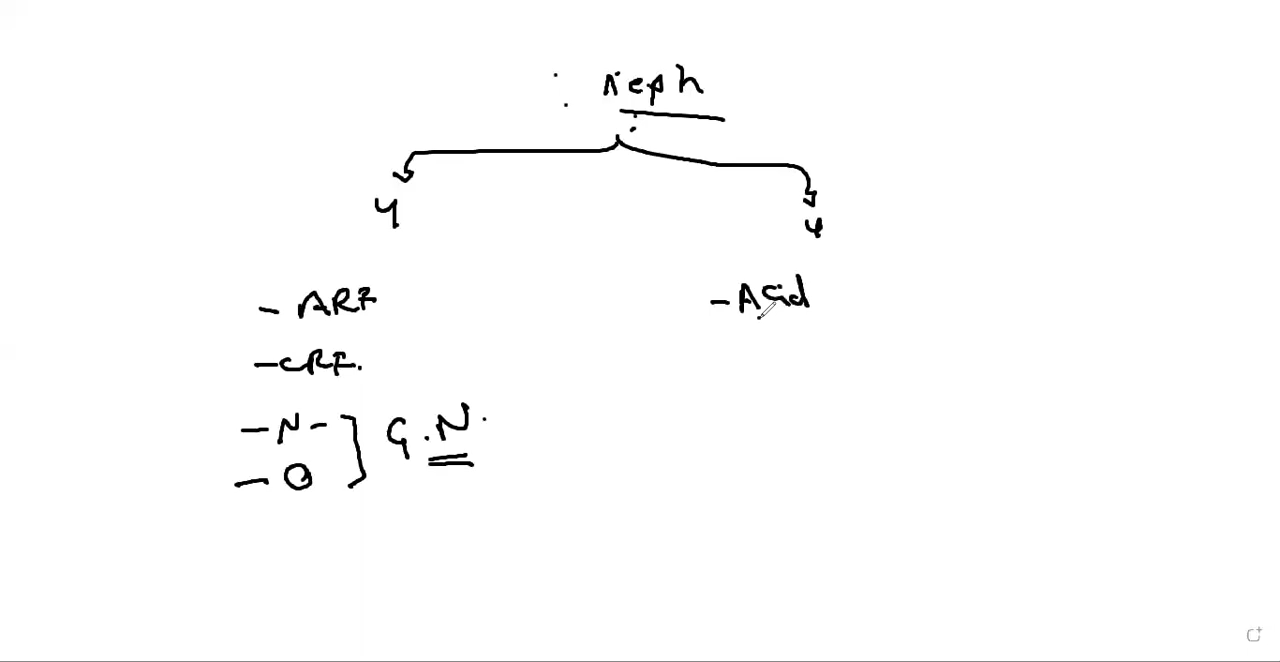 Neph
4
4
- ARF
- Acid
- CRF.
- N -
G.N.
- O